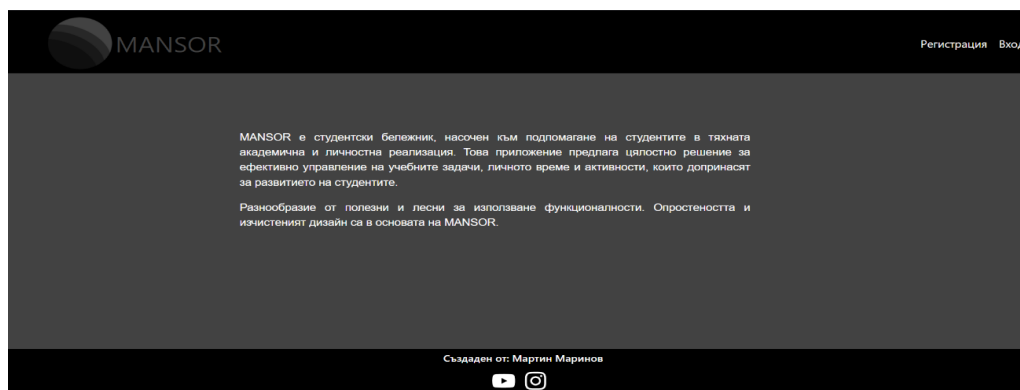 MANSOR
Регистрация Вход
MANSOR е студентски бележник, насочен към подпомагане на студентите в тяхната
академична и личностна реализация. Това приложение предлага цялостно решение за
ефективно управление на учебните задачи, личното време и активности, които допринасят
за развитието на студентите.
Разнообразие от полезни и лесни за използване функционалности. Опростеността и
изчистеният дизайн са в основата на MANSOR.
Създаден от: Мартин Маринов